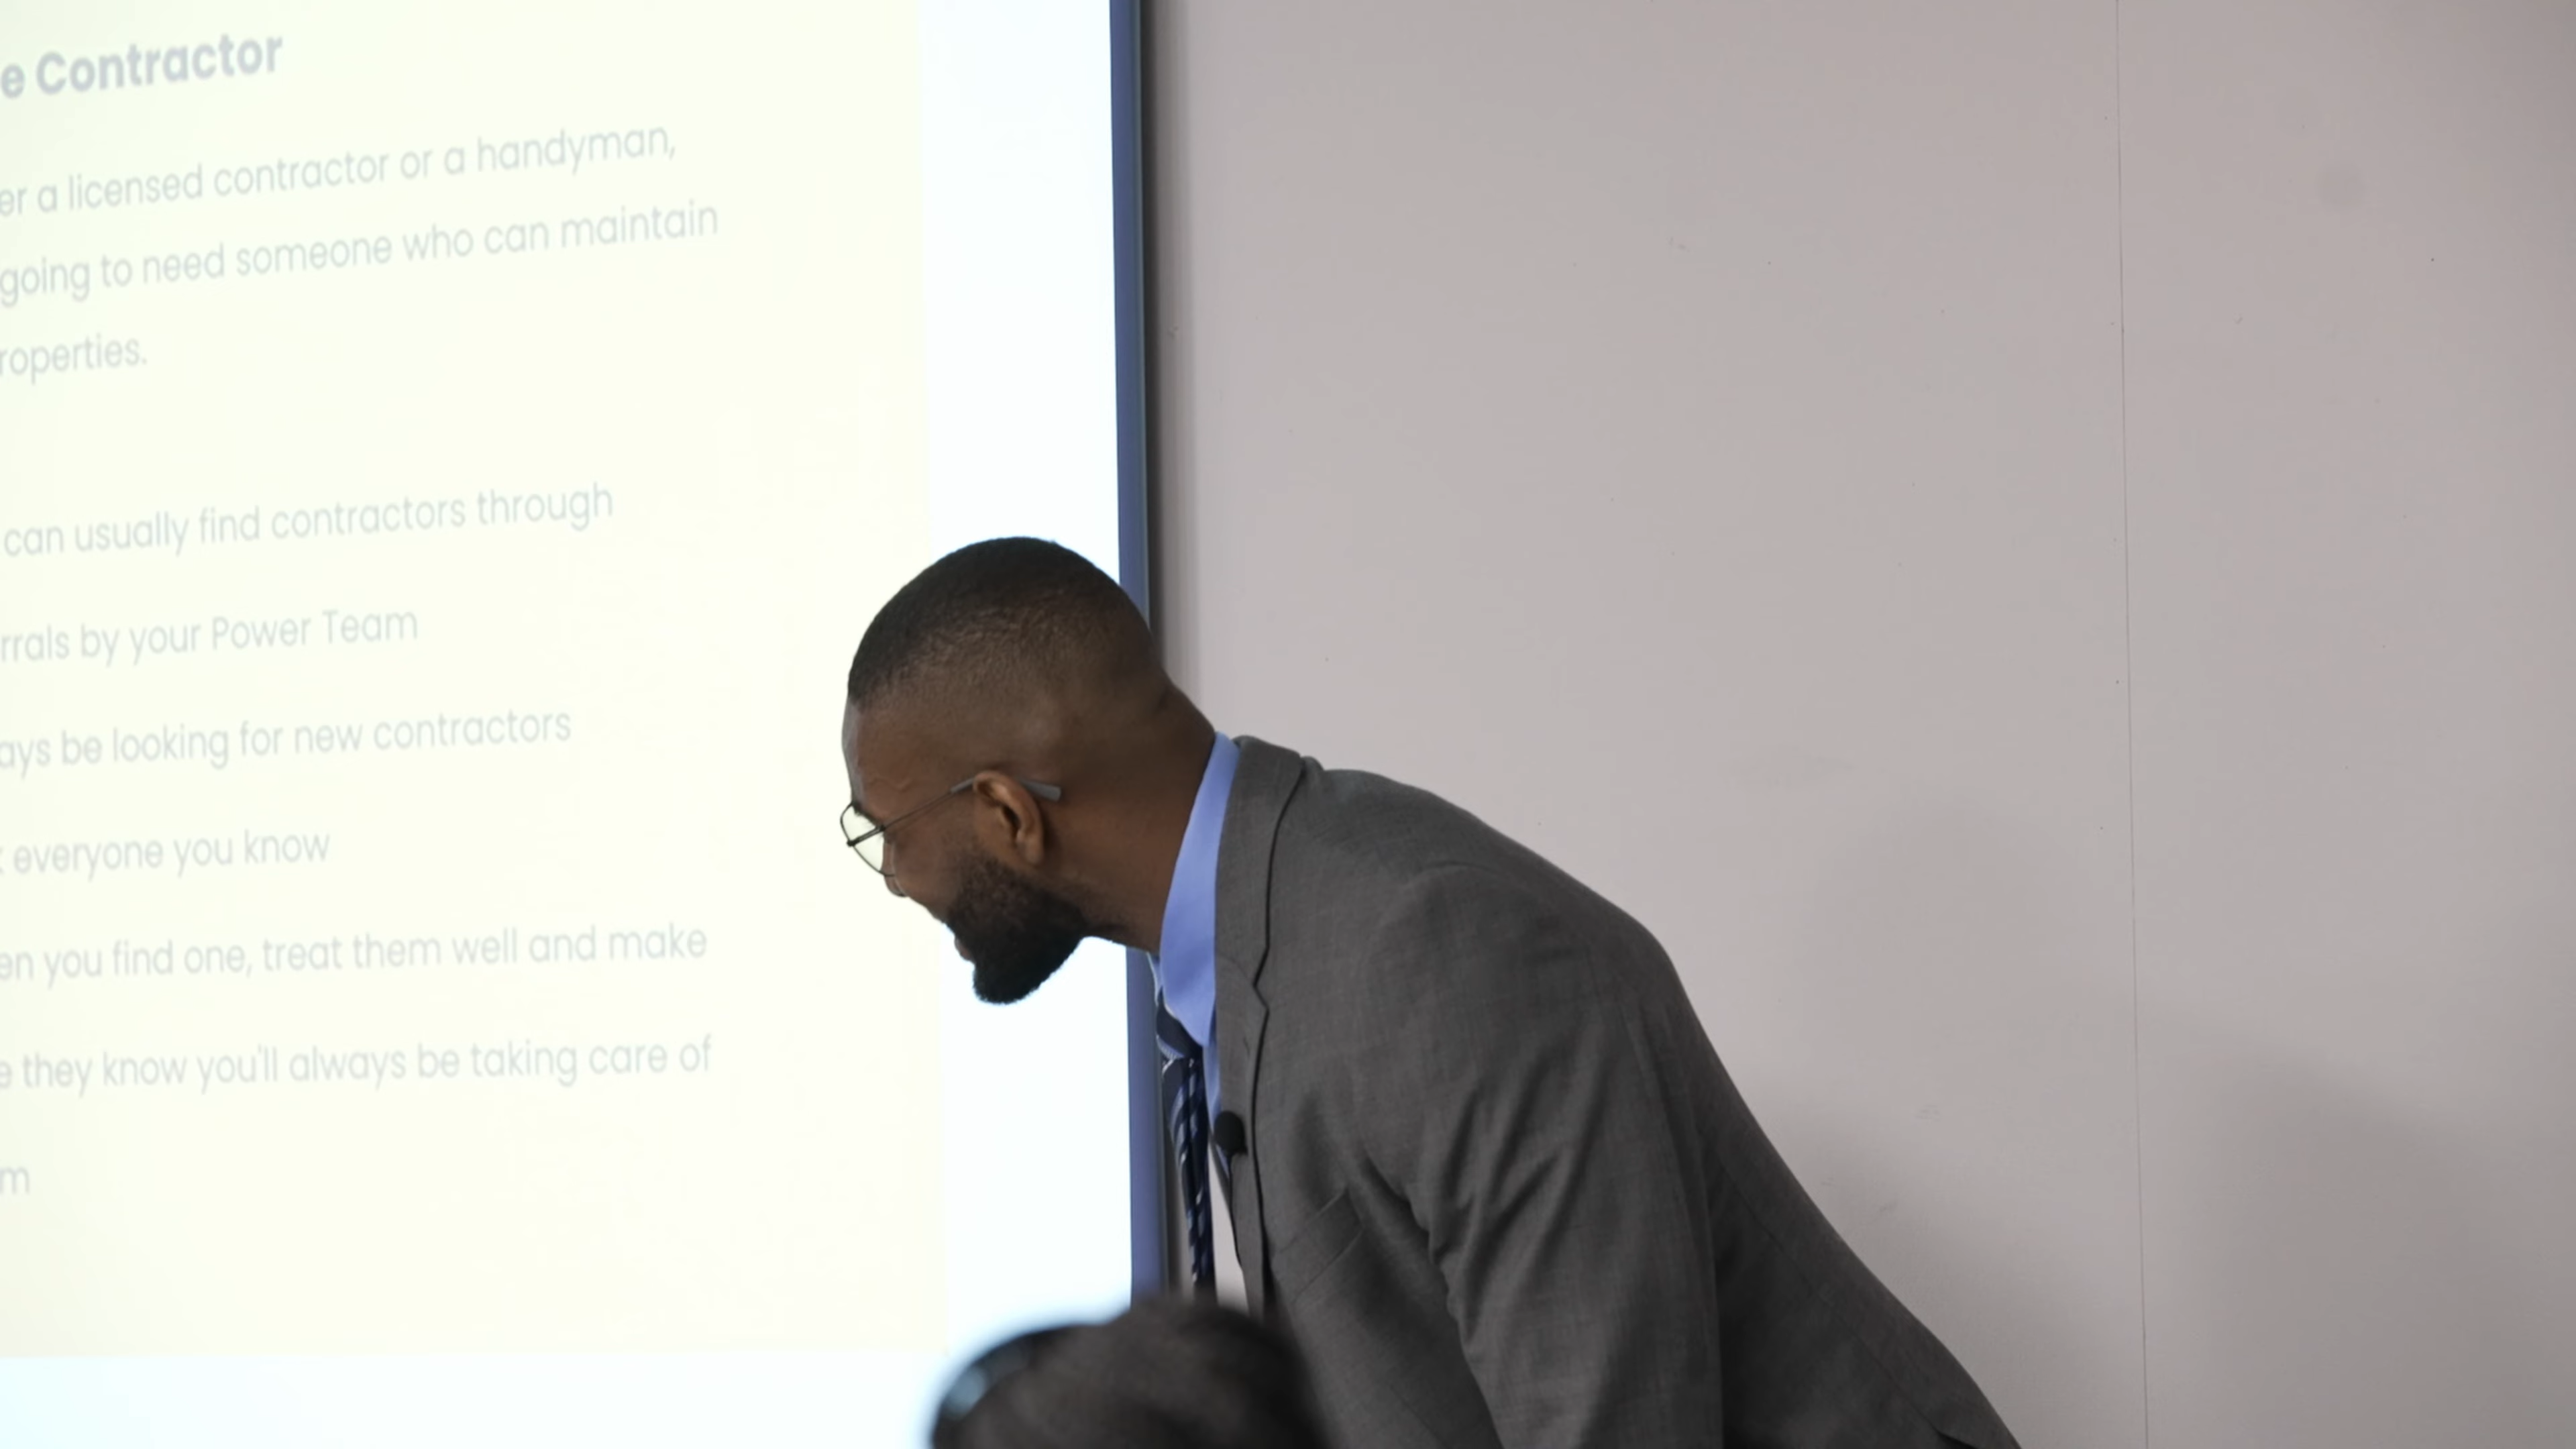 e Contractor
er a licensed contractor or a handyman,
going to need someone who can maintain
roperties.
can usually find contractors through
rrals by your Power Team
ays be looking for new contractors
everyone you know
en you find one, treat them well and make
e they know you'll always be taking care of
m